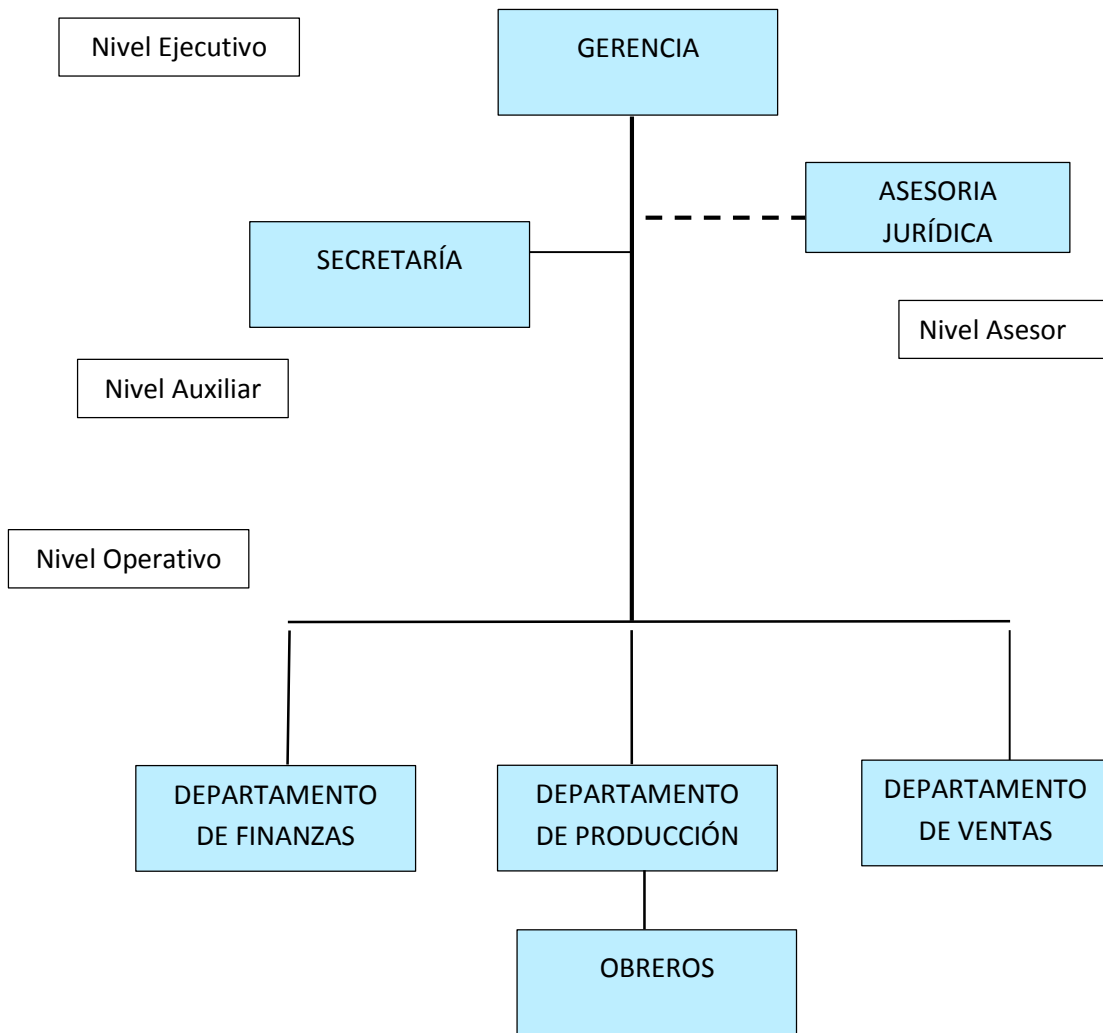 Nivel Ejecutivo
GERENCIA
ASESORIA
JURÍDICA
SECRETARÍA
Nivel Asesor
Nivel Auxiliar
Nivel Operativo
DEPARTAMENTO
DE FINANZAS
DEPARTAMENTO
DE PRODUCCIÓN
DEPARTAMENTO
DE VENTAS
OBREROS